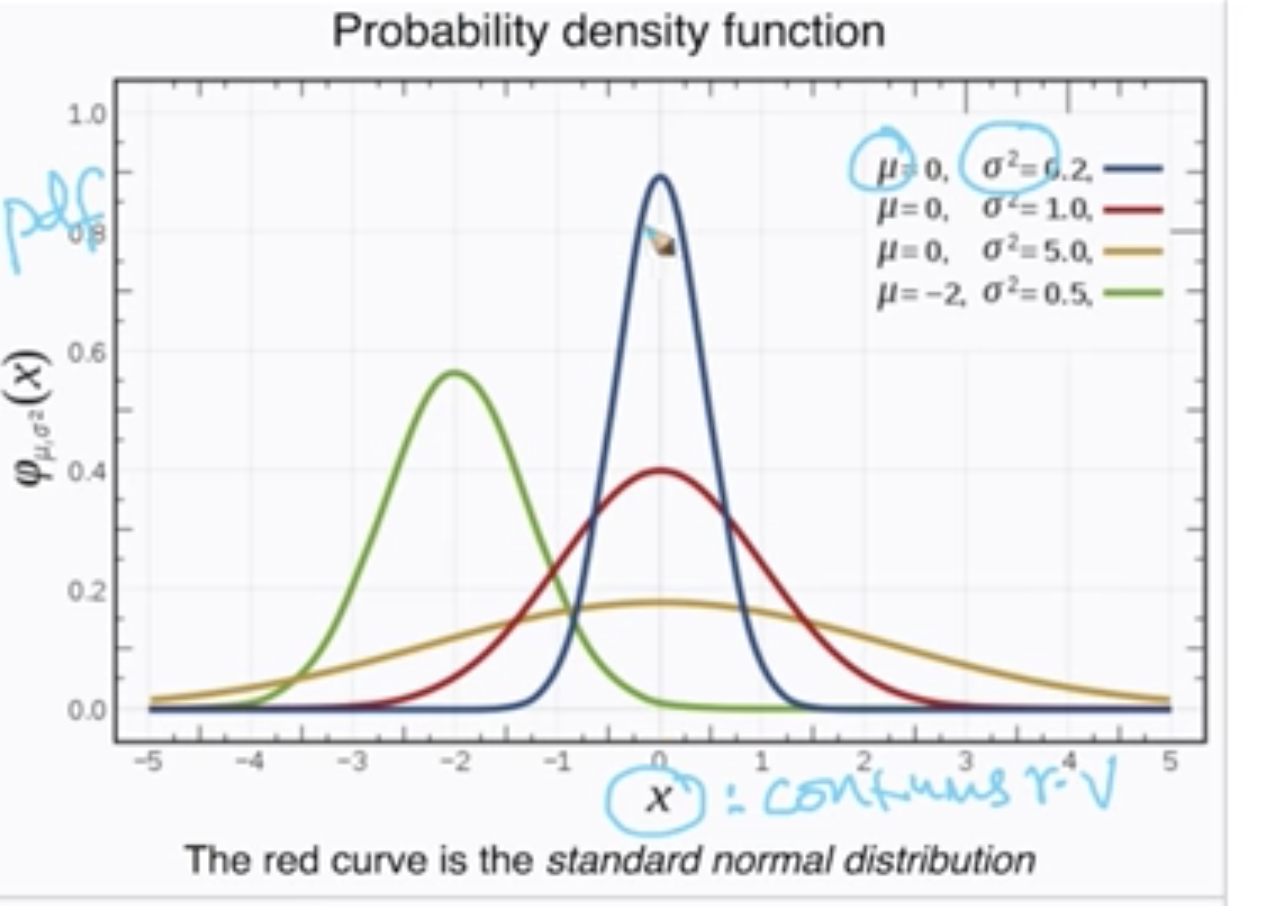 Probability density function
1.0
μ= 0, σ²= 0.2,
μ= 0, σ²= 1.0,
pdf
0.8
μ= 0, σ²= 5.0,
μ= −2, σ²= 0.5,
0.6
φμ,σ²(x)
0.4
0.2
0.0
−5 −4 −3 −2 −1 0 1 2 3 4 5
x : r.v
The red curve is the standard normal distribution